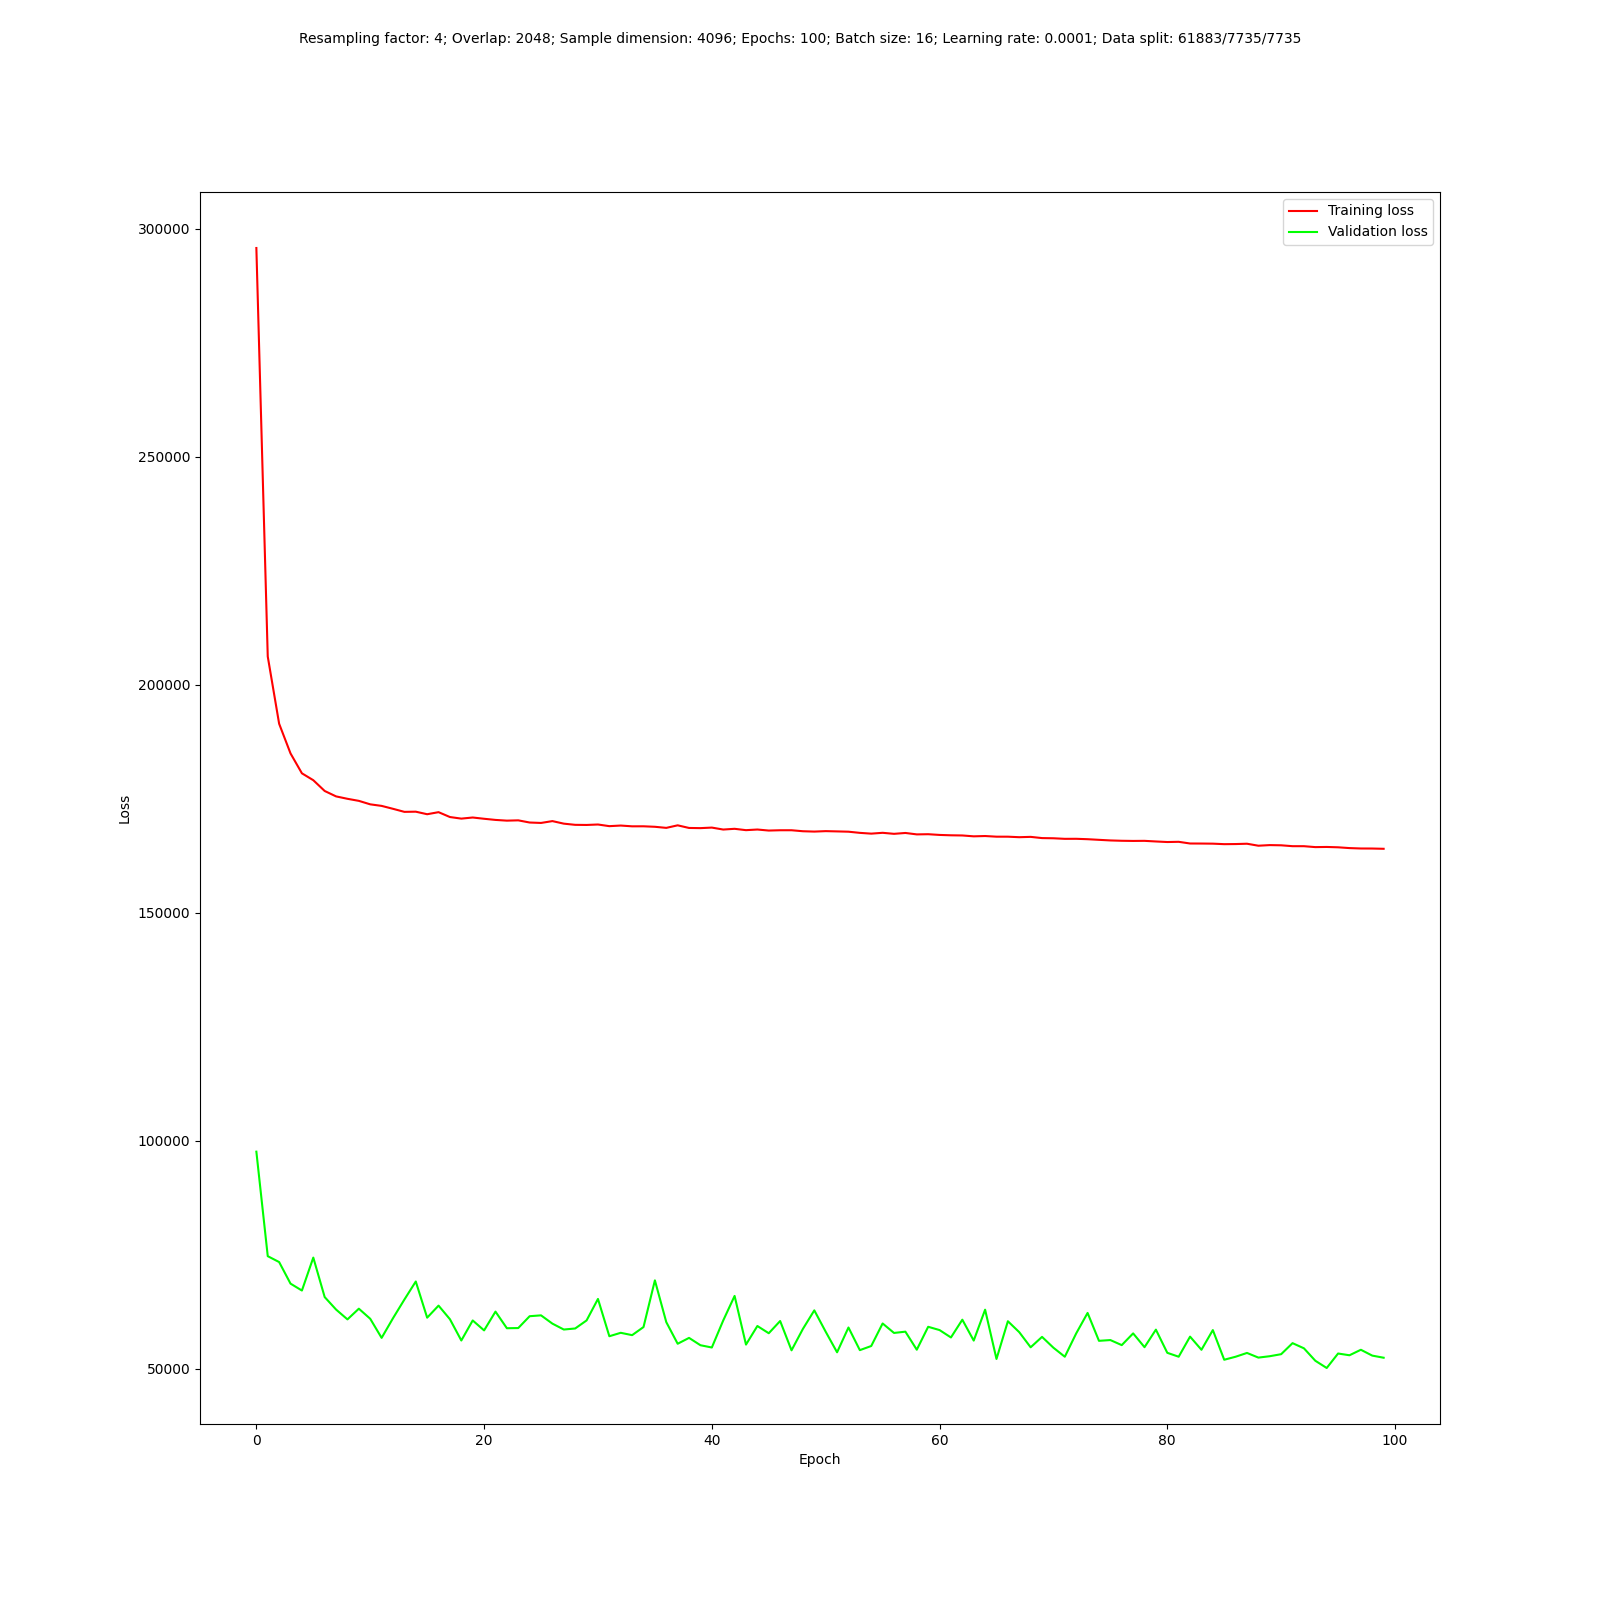 Resampling factor: 4; Overlap: 2048; Sample dimension: 4096; Epochs: 100; Batch size: 16; Learning rate: 0.0001; Data split: 61883/7735/7735
Training loss
Validation loss
300000
250000
200000
150000
100000
50000
Loss
0 20 40 60 80 100
Epoch